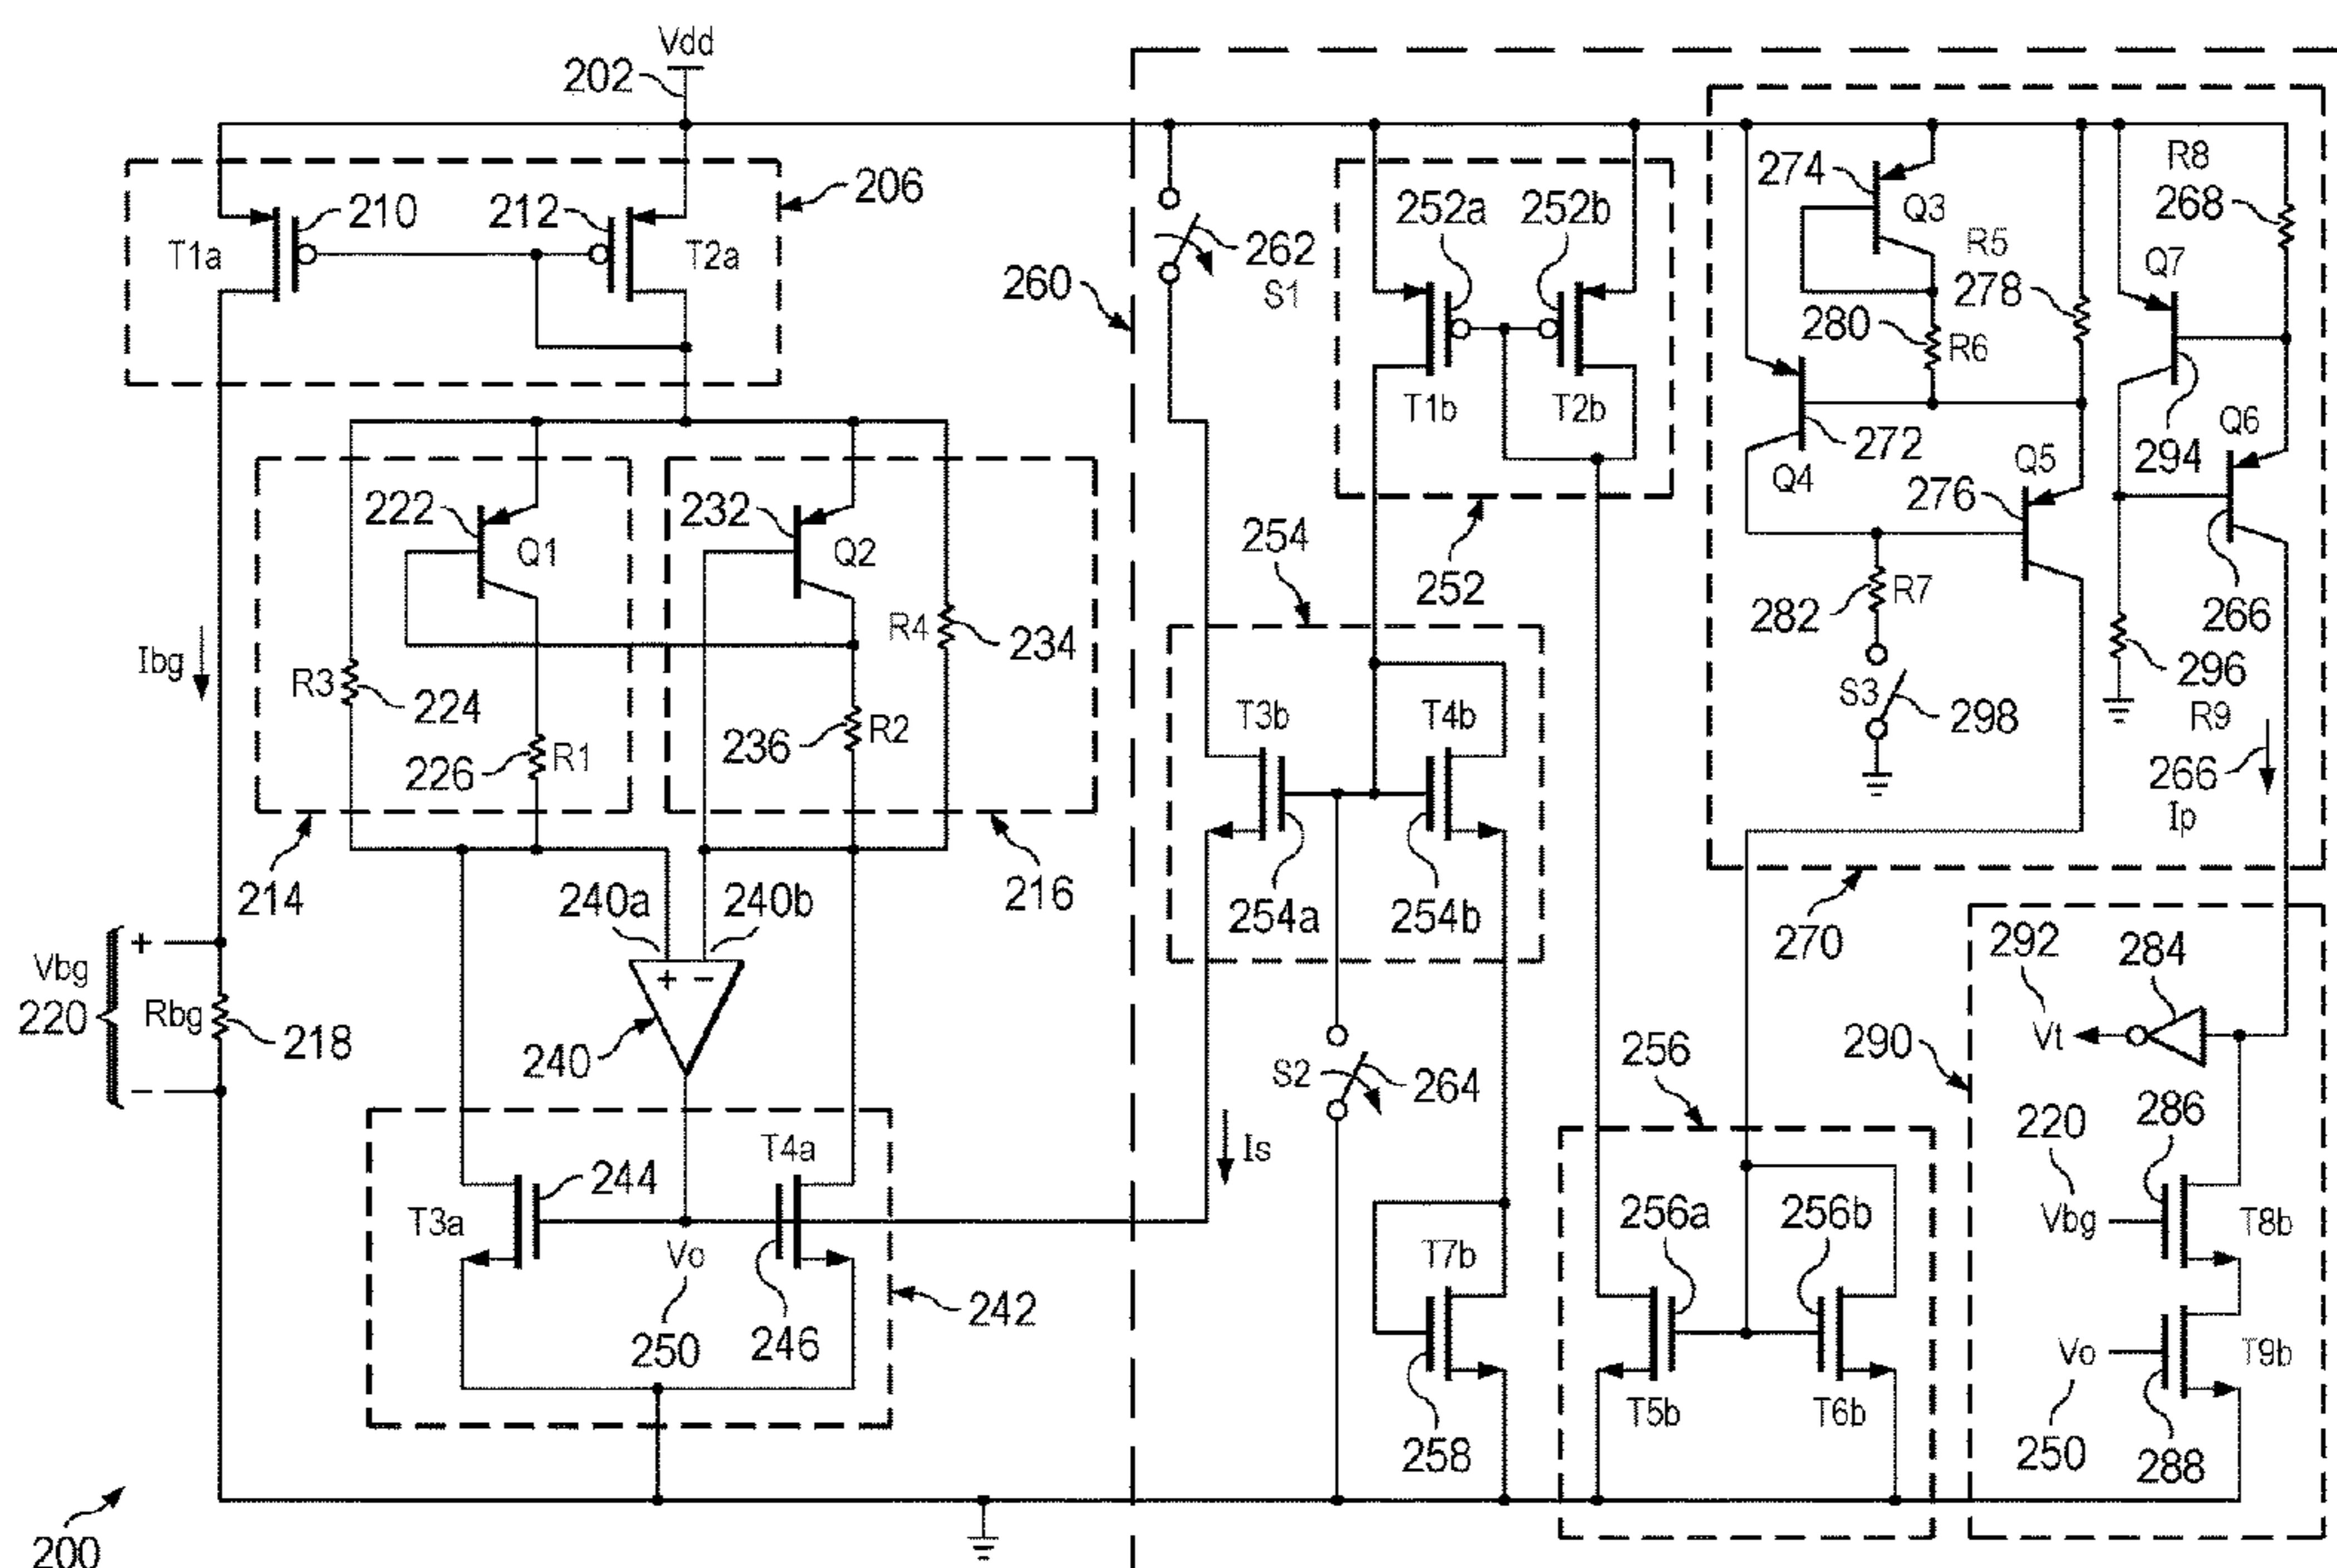 Vdd
202
206
210
212
T1a
T2a
260
262
S1
252a
252b
T1b
T2b
252
274
Q3
R5
278
280
R6
272
Q4
Q5
276
R8
268
Q7
Q6
294
282
R7
S3
298
266
296
R9
266
Ip
270
222
Q1
232
Q2
R4
234
R3
224
226
R1
236
R2
Ibg
214
216
240a
240b
+
−
240
Vbg
220
+
−
Rbg
218
254
T3b
T4b
254a
254b
S2
264
Is
T4a
244
T3a
Vo
250
246
242
T7b
258
256
256a
256b
T5b
T6b
290
292
Vt
284
220
Vbg
286
T8b
Vo
250
288
T9b
200